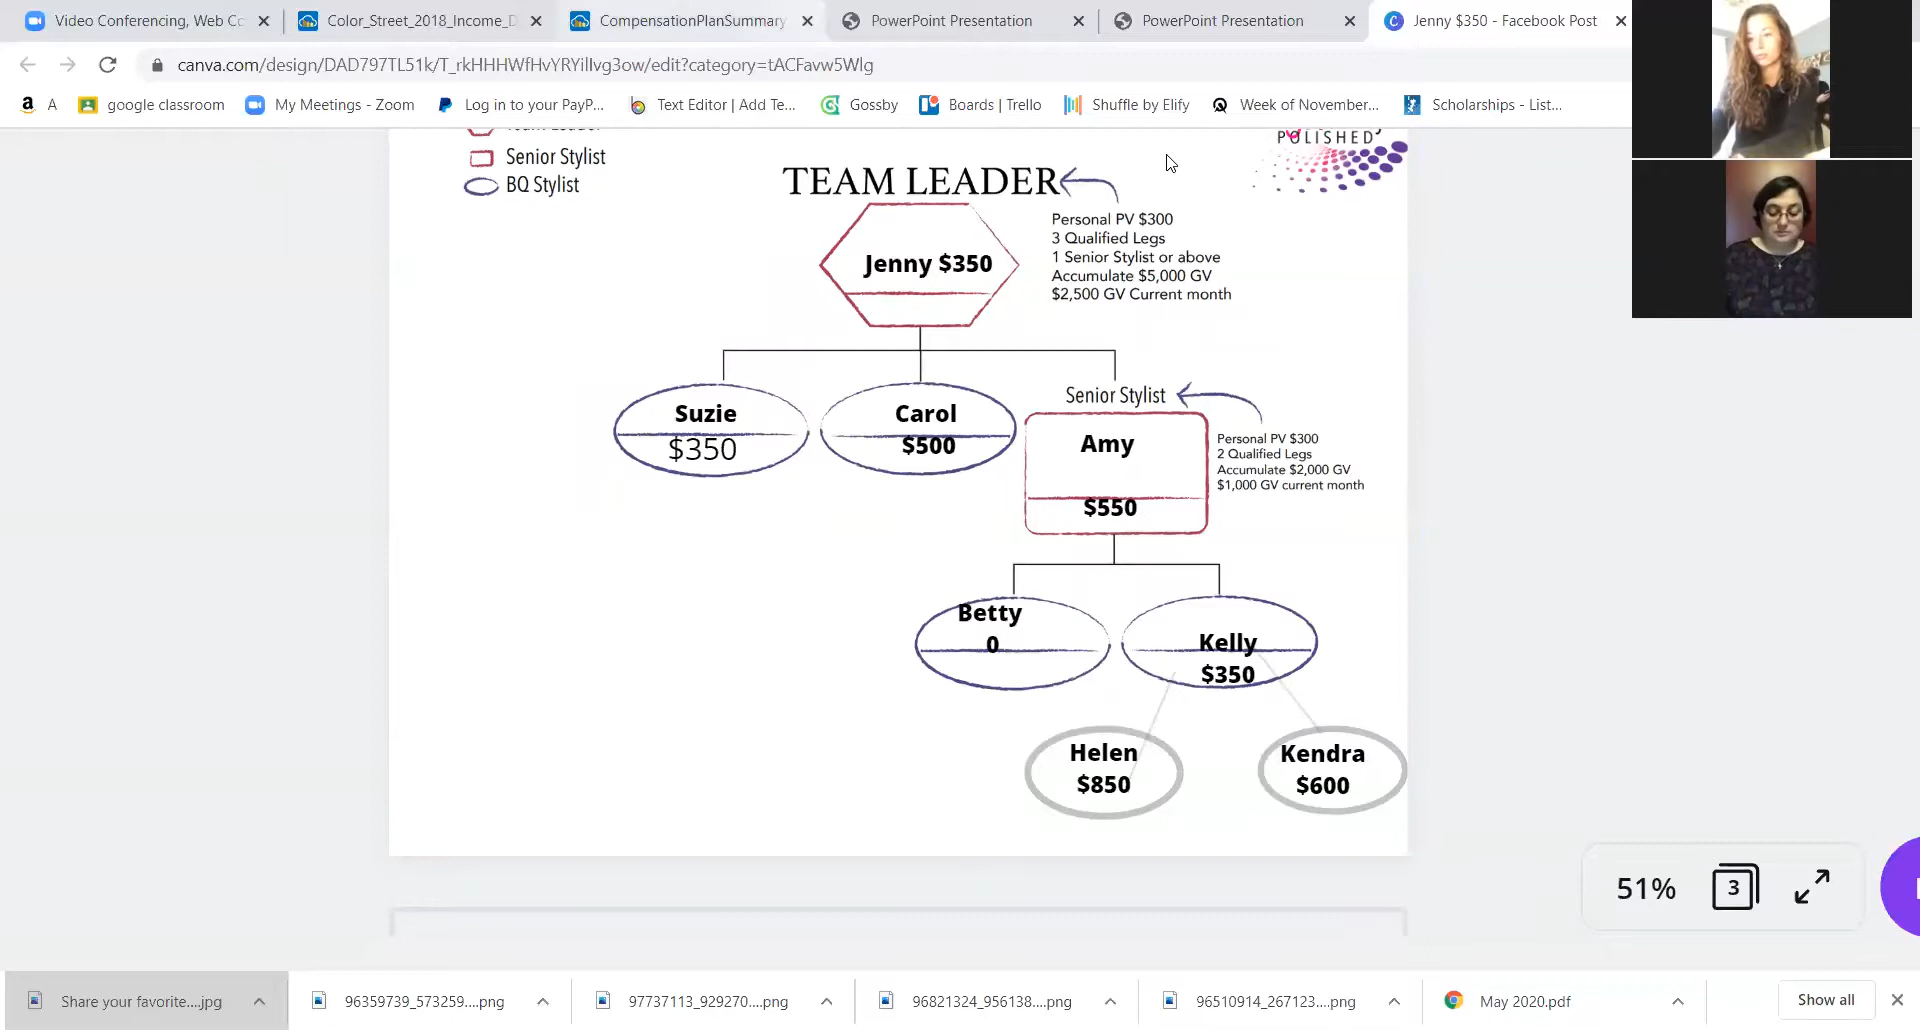 Video Conferencing, Web Co
Color_Street_2018_Income_D
CompensationPlanSummary
PowerPoint Presentation
PowerPoint Presentation
Jenny $350 - Facebook Post
canva.com/design/DAD797TL51k/T_rkHHHWfHvYRYilIvg3ow/edit?category=tACFavw5Wlg
A
google classroom
My Meetings - Zoom
Log in to your PayP...
Text Editor | Add Te...
Gossby
Boards | Trello
Shuffle by Elify
Week of November...
Scholarships - List...
Team Leader
Senior Stylist
BQ Stylist
POLISHED
TEAM LEADER
Personal PV $300
3 Qualified Legs
1 Senior Stylist or above
Accumulate $5,000 GV
$2,500 GV Current month
Jenny $350
Suzie
$350
Carol
$500
Senior Stylist
Amy
$550
Personal PV $300
2 Qualified Legs
Accumulate $2,000 GV
$1,000 GV current month
Betty
0
Kelly
$350
Helen
$850
Kendra
$600
51%
3
Share your favorite....jpg
96359739_573259....png
97737113_929270....png
96821324_956138....png
96510914_267123....png
May 2020.pdf
Show all